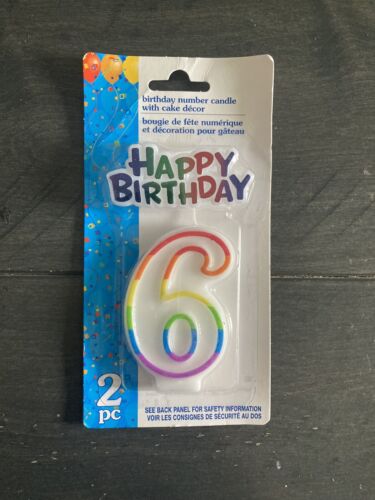 birthday number candle
with cake décor
bougie de fête numérique
et décoration pour gâteau
HAPPY
BIRTHDAY
6
2
pc
SEE BACK PANEL FOR SAFETY INFORMATION
VOIR LES CONSIGNES DE SÉCURITÉ AU DOS